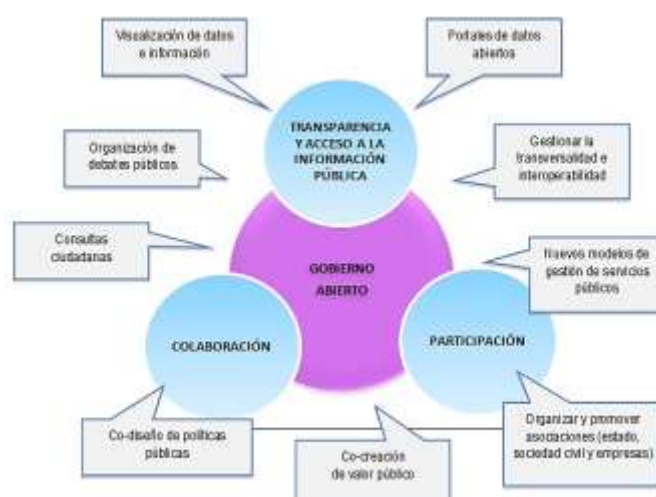 Visualización de datos
e información
Portales de datos
abiertos
TRANSPARENCIA
Y ACCESO A LA
INFORMACIÓN
PÚBLICA
Organización de
debates públicos
Gestionar la
transversalidad e
interoperabilidad
Consultas
ciudadanas
GOBIERNO
ABIERTO
Nuevos modelos de
gestión de servicios
públicos
COLABORACIÓN
PARTICIPACIÓN
Co-diseño de políticas
públicas
Co-creación
de valor público
Organizar y promover
asociaciones (estado,
sociedad civil y empresas)